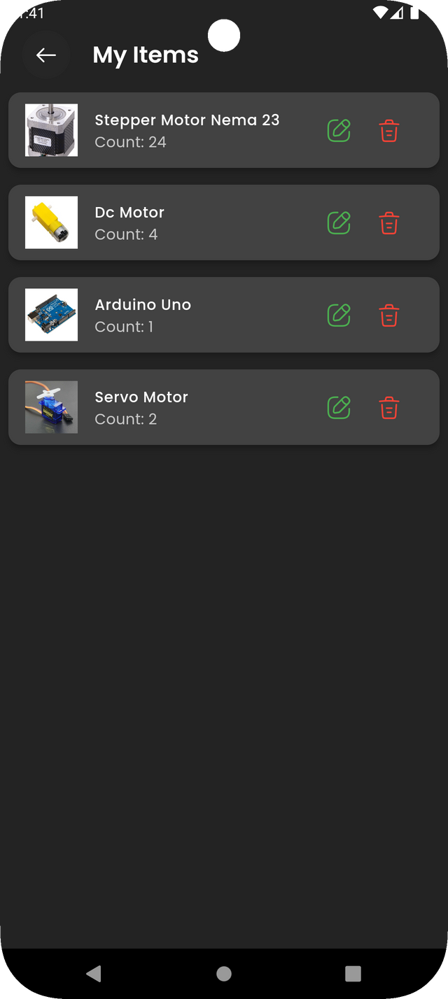 :41
My Items
Stepper Motor Nema 23
Count: 24
Dc Motor
Count: 4
Arduino Uno
Count: 1
Servo Motor
Count: 2